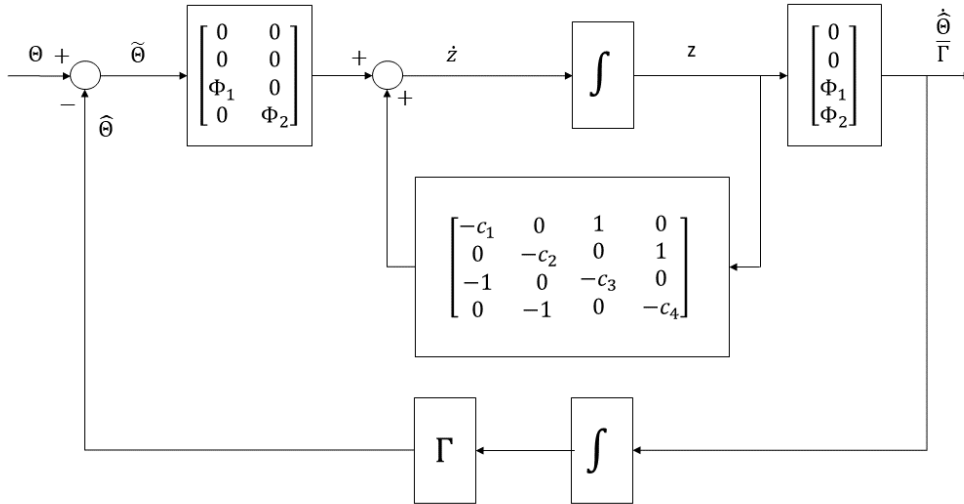 Θ + Θ̃
−
Θ̂
0 0
0 0
Φ₁ 0
0 Φ₂
+ ż
+
∫
z
0
0
Φ₁
Φ₂
Θ̂̇
Γ̅
−c₁ 0 1 0
0 −c₂ 0 1
−1 0 −c₃ 0
0 −1 0 −c₄
Γ
∫